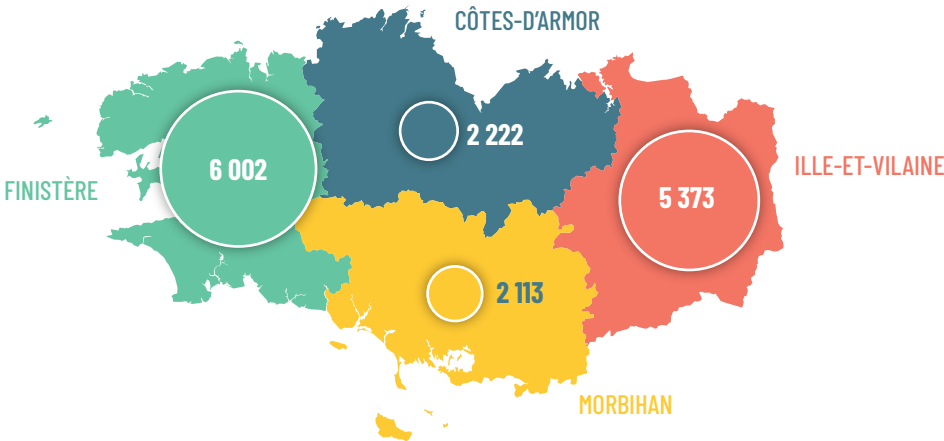 CÔTES-D'ARMOR
2 222
6 002
ILLE-ET-VILAINE
FINISTÈRE
5 373
2 113
MORBIHAN